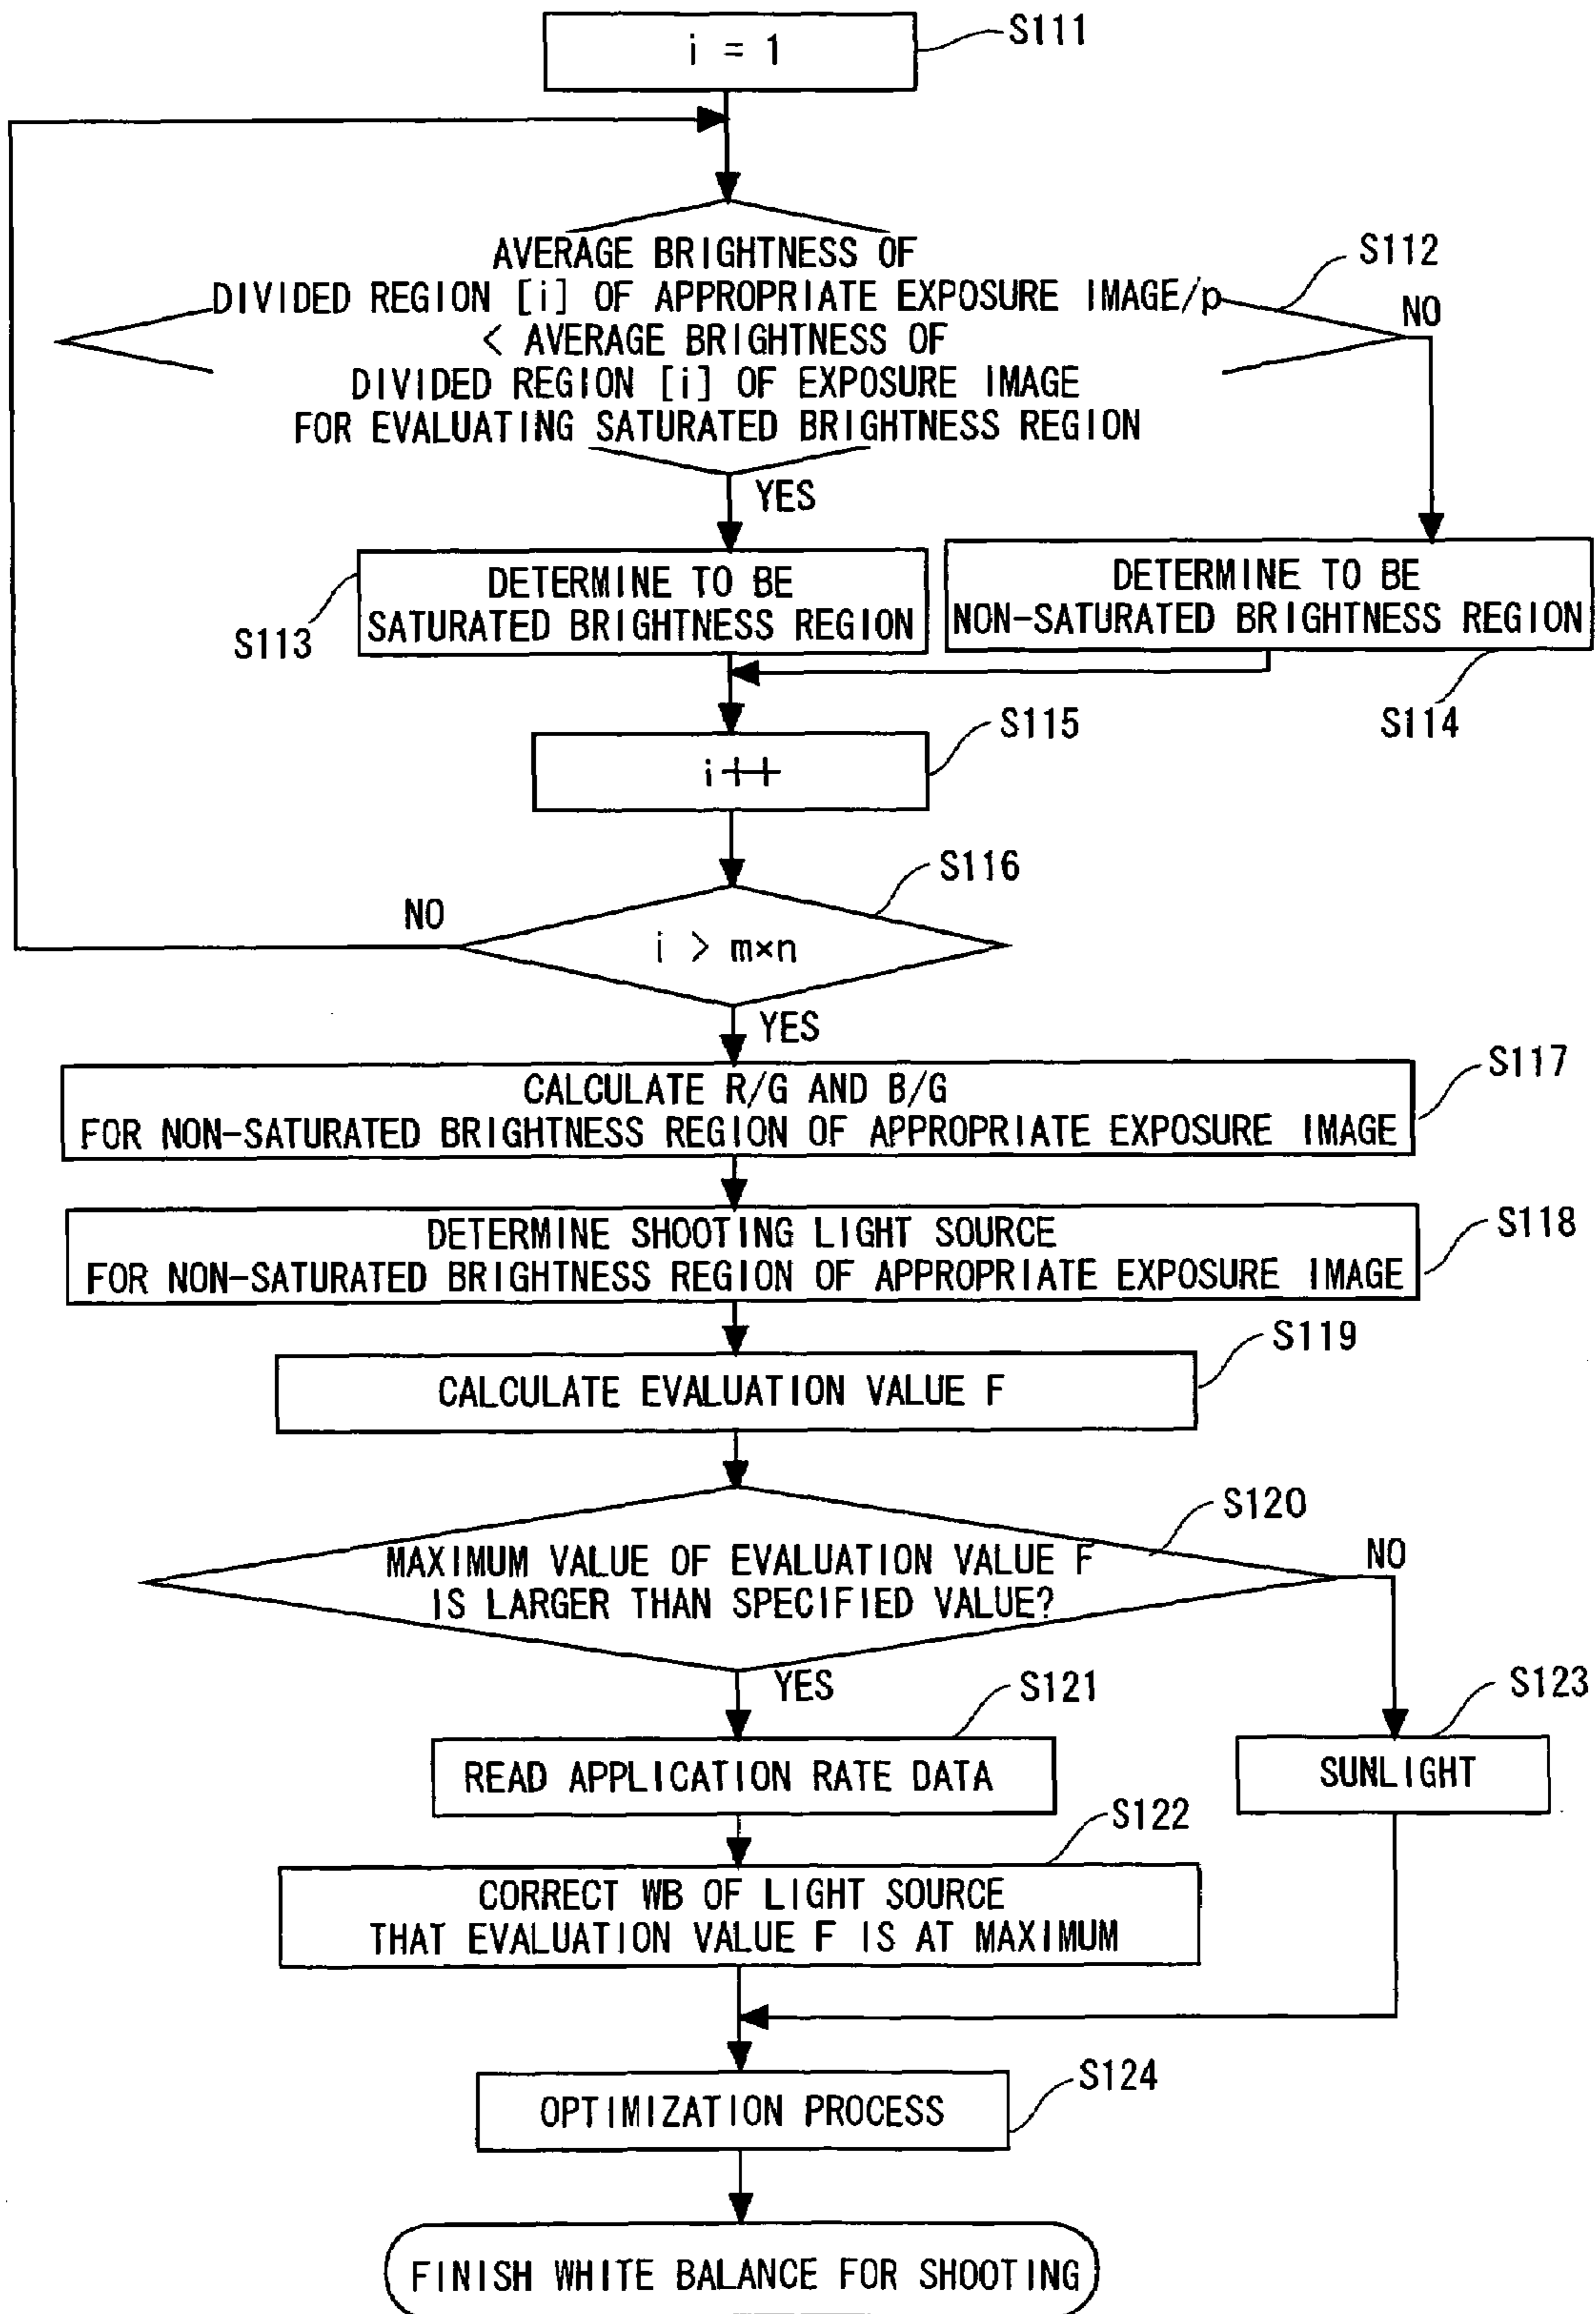 i = 1
S111
AVERAGE BRIGHTNESS OF
DIVIDED REGION [i] OF APPROPRIATE EXPOSURE IMAGE/p
< AVERAGE BRIGHTNESS OF
DIVIDED REGION [i] OF EXPOSURE IMAGE
FOR EVALUATING SATURATED BRIGHTNESS REGION
S112
NO
YES
DETERMINE TO BE
SATURATED BRIGHTNESS REGION
S113
DETERMINE TO BE
NON-SATURATED BRIGHTNESS REGION
S114
i++
S115
S116
NO
i > m×n
YES
CALCULATE R/G AND B/G
FOR NON-SATURATED BRIGHTNESS REGION OF APPROPRIATE EXPOSURE IMAGE
S117
DETERMINE SHOOTING LIGHT SOURCE
FOR NON-SATURATED BRIGHTNESS REGION OF APPROPRIATE EXPOSURE IMAGE
S118
CALCULATE EVALUATION VALUE F
S119
MAXIMUM VALUE OF EVALUATION VALUE F
IS LARGER THAN SPECIFIED VALUE?
S120
NO
YES
READ APPLICATION RATE DATA
S121
SUNLIGHT
S123
CORRECT WB OF LIGHT SOURCE
THAT EVALUATION VALUE F IS AT MAXIMUM
S122
OPTIMIZATION PROCESS
S124
FINISH WHITE BALANCE FOR SHOOTING